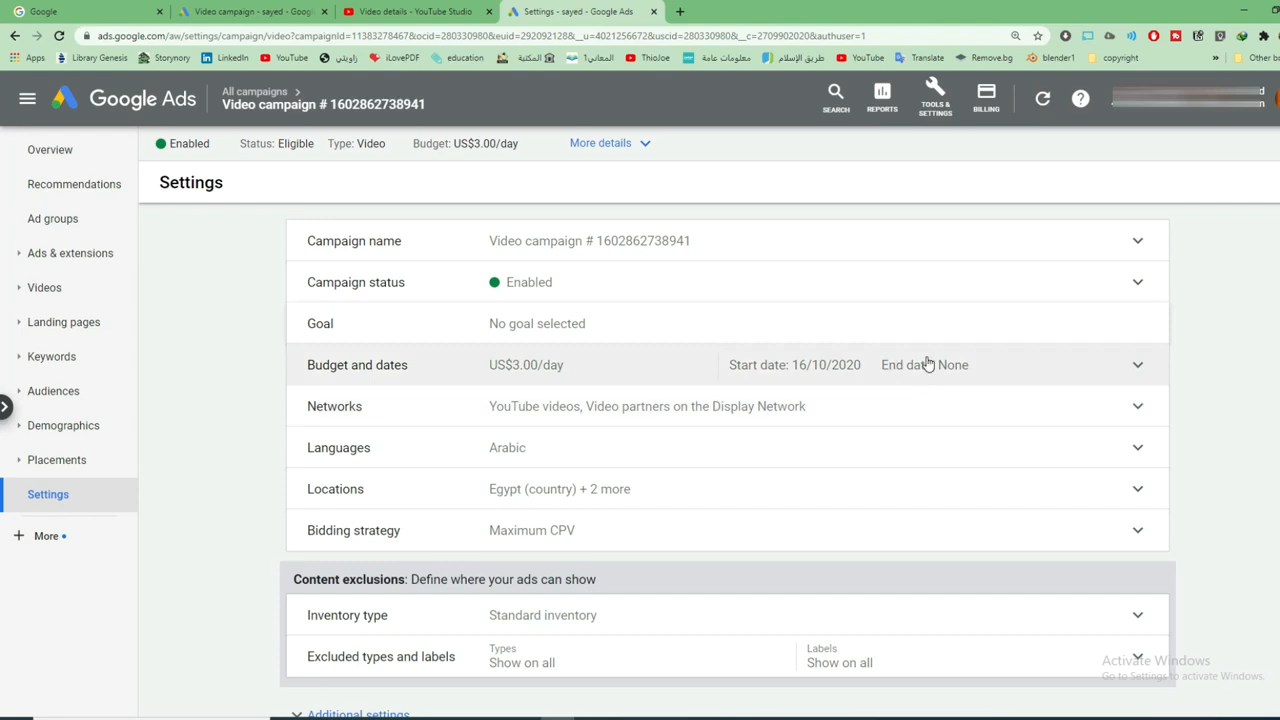 Google
Video campaign - sayed - Googl
Video details - YouTube Studio
Settings - sayed - Google Ads
ads.google.com/aw/settings/campaign/video?campaignId=11383278467&ocid=280330980&euid=292092128&__u=4021256672&uscid=280330980&__c=2709902020&authuser=1
Apps
Library Genesis
Storynory
LinkedIn
YouTube
زاويتي
iLovePDF
education
المكتبة
المعاني1
ThioJoe
معلومات عامة
طريق الإسلام
YouTube
Translate
Remove.bg
blender1
copyright
»
Other bo
Google Ads
All campaigns >
Video campaign # 1602862738941
SEARCH
REPORTS
TOOLS &
SETTINGS
BILLING
Enabled
Status: Eligible
Type: Video
Budget: US$3.00/day
More details
Overview
Recommendations
Ad groups
Ads & extensions
Videos
Landing pages
Keywords
Audiences
Demographics
Placements
Settings
+ More
Settings
Campaign name Video campaign # 1602862738941
Campaign status Enabled
Goal No goal selected
Budget and dates US$3.00/day Start date: 16/10/2020 End date: None
Networks YouTube videos, Video partners on the Display Network
Languages Arabic
Locations Egypt (country) + 2 more
Bidding strategy Maximum CPV
Content exclusions: Define where your ads can show
Inventory type Standard inventory
Excluded types and labels
Types
Show on all
Labels
Show on all
Additional settings
Activate Windows
Go to Settings to activate Windows.